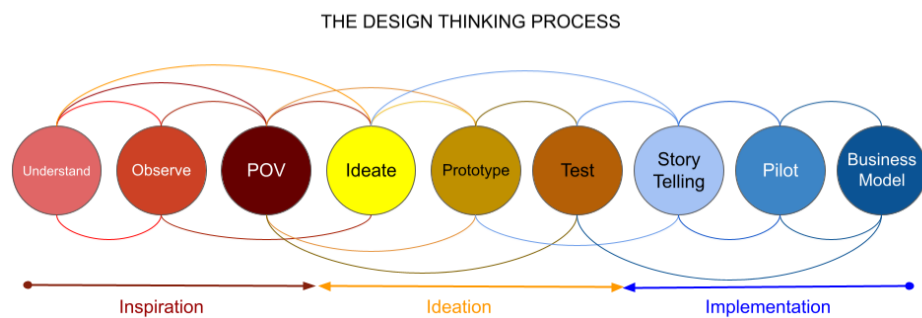 THE DESIGN THINKING PROCESS
Understand
Observe
POV
Ideate
Prototype
Test
Story
Telling
Pilot
Business
Model
Inspiration
Ideation
Implementation